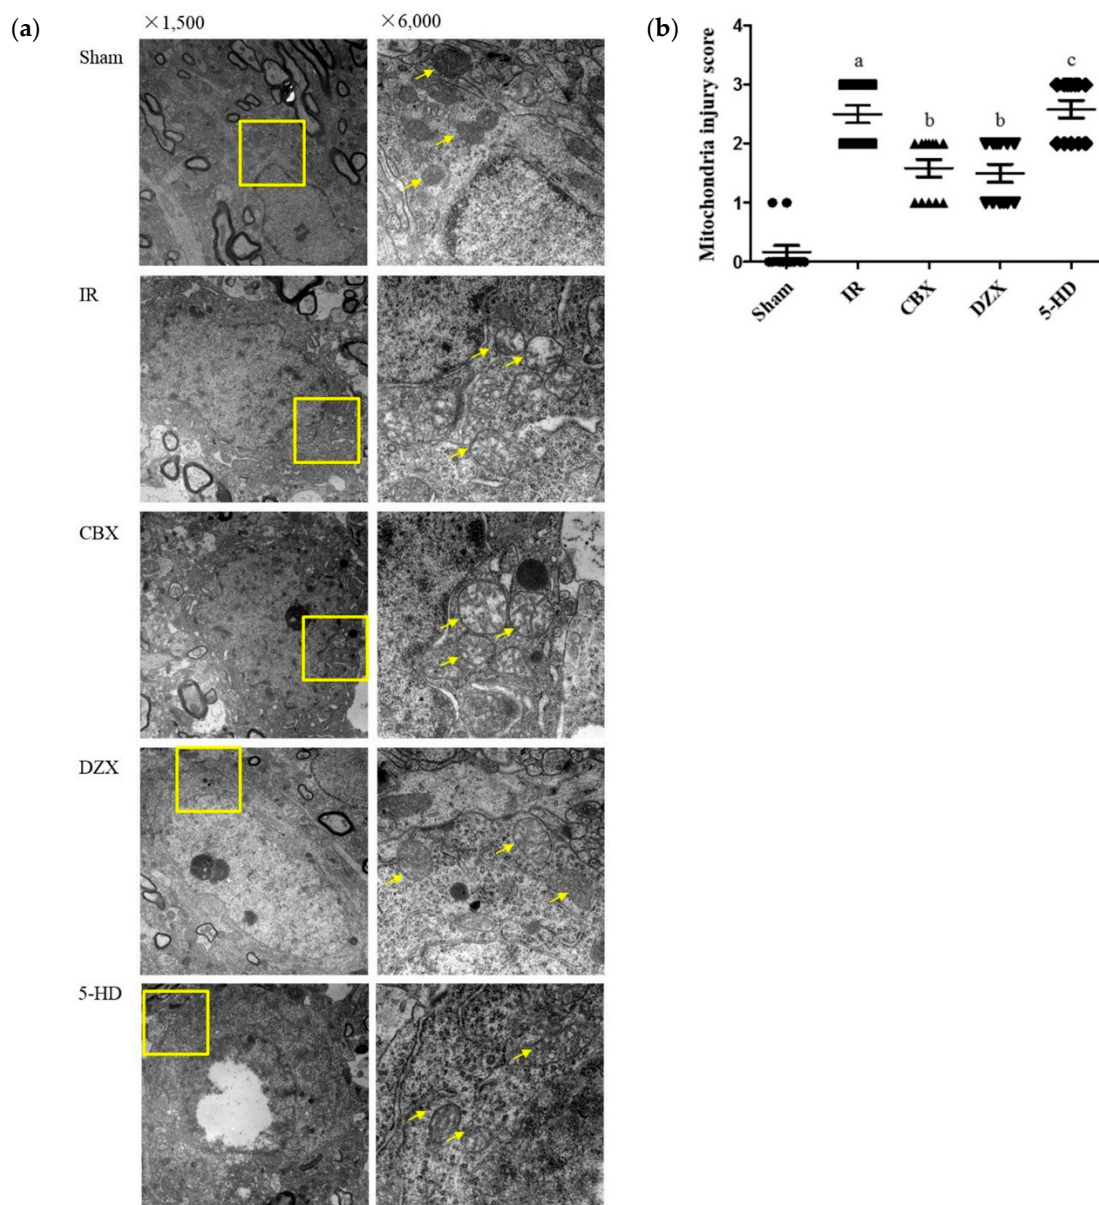 (a)
×1,500
×6,000
Sham
IR
CBX
DZX
5-HD
(b)
Mitochondria injury score
4
3
2
1
0
a
b
b
c
Sham
IR
CBX
DZX
5-HD